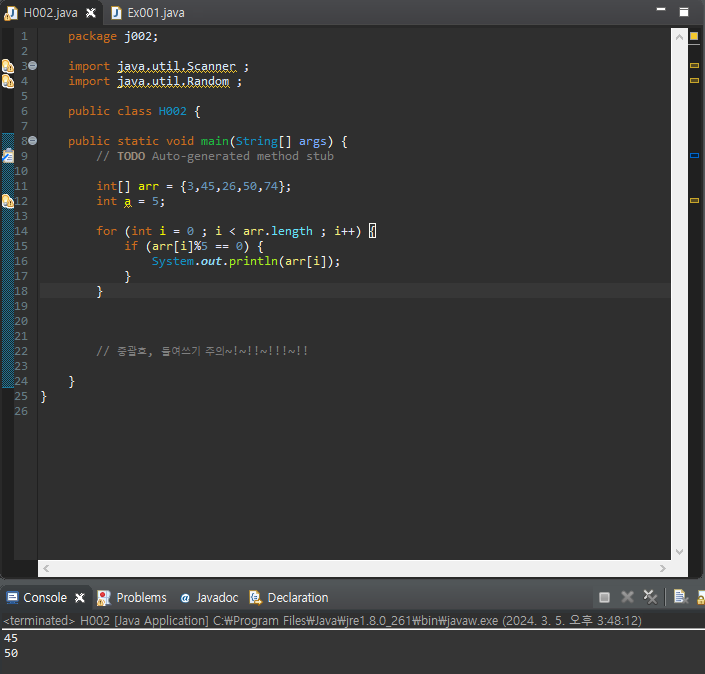 H002.java Ex001.java
1 package j002;
2
3 import java.util.Scanner ;
4 import java.util.Random ;
5
6 public class H002 {
7
8 public static void main(String[] args) {
9 // TODO Auto-generated method stub
10
11 int[] arr = {3,45,26,50,74};
12 int a = 5;
13
14 for (int i = 0 ; i < arr.length ; i++) {
15 if (arr[i]%5 == 0) {
16 System.out.println(arr[i]);
17 }
18 }
19
20
21
22 // 중괄호, 들여쓰기 주의~!~!!~!!!~!!
23
24 }
25 }
26
Console Problems @ Javadoc Declaration
<terminated> H002 [Java Application] C:₩Program Files₩Java₩jre1.8.0_261₩bin₩javaw.exe (2024. 3. 5. 오후 3:48:12)
45
50